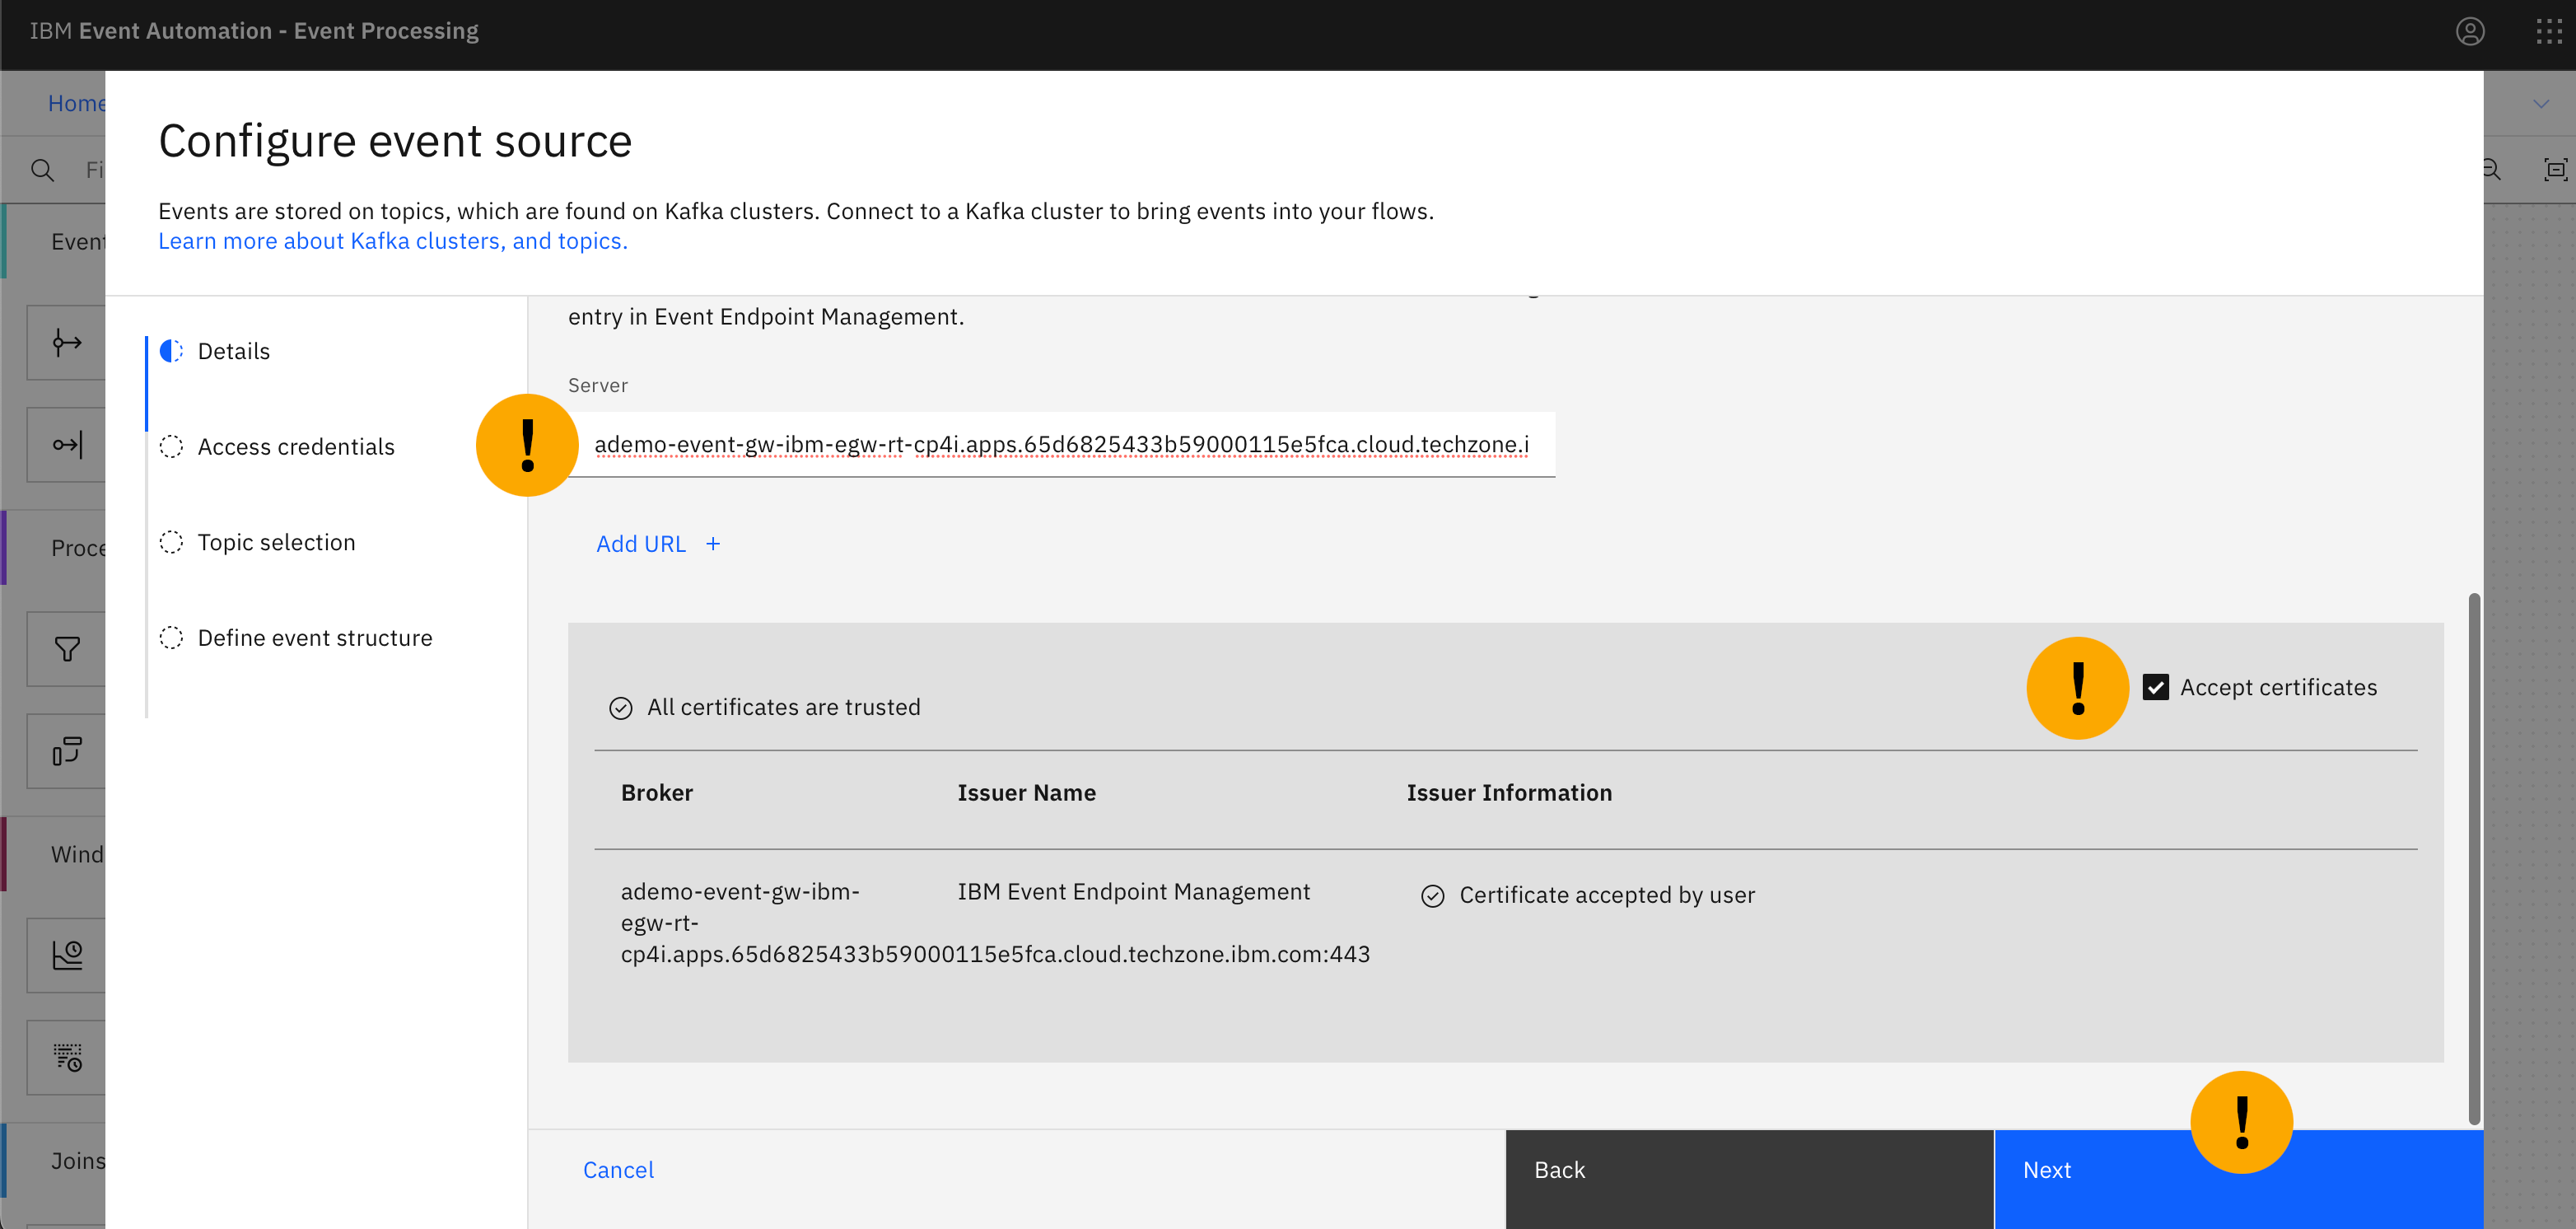 IBM Event Automation - Event Processing
Home
Configure event source
Fi
Events are stored on topics, which are found on Kafka clusters. Connect to a Kafka cluster to bring events into your flows.
Learn more about Kafka clusters, and topics.
Event
entry in Event Endpoint Management.
Details
Server
!
ademo-event-gw-ibm-egw-rt-cp4i.apps.65d6825433b59000115e5fca.cloud.techzone.i
Access credentials
Add URL +
Topic selection
Proce
Define event structure
!
Accept certificates
All certificates are trusted
Broker Issuer Name Issuer Information
Wind
ademo-event-gw-ibm- IBM Event Endpoint Management Certificate accepted by user
egw-rt-
cp4i.apps.65d6825433b59000115e5fca.cloud.techzone.ibm.com:443
!
Joins
Cancel
Back
Next